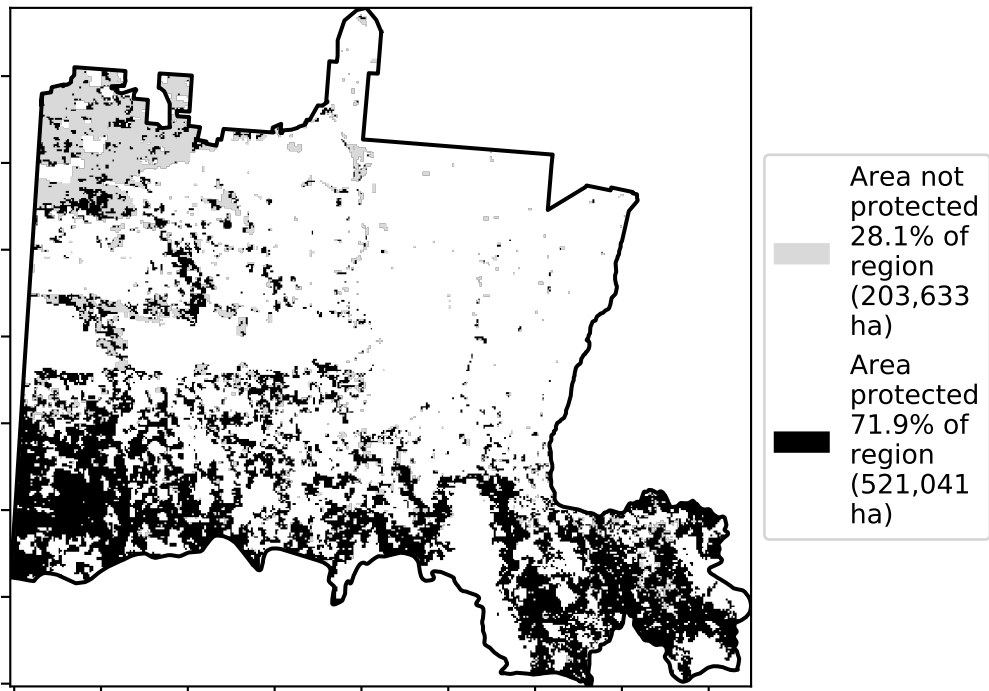 Area not
protected
28.1% of
region
(203,633
ha)
Area
protected
71.9% of
region
(521,041
ha)